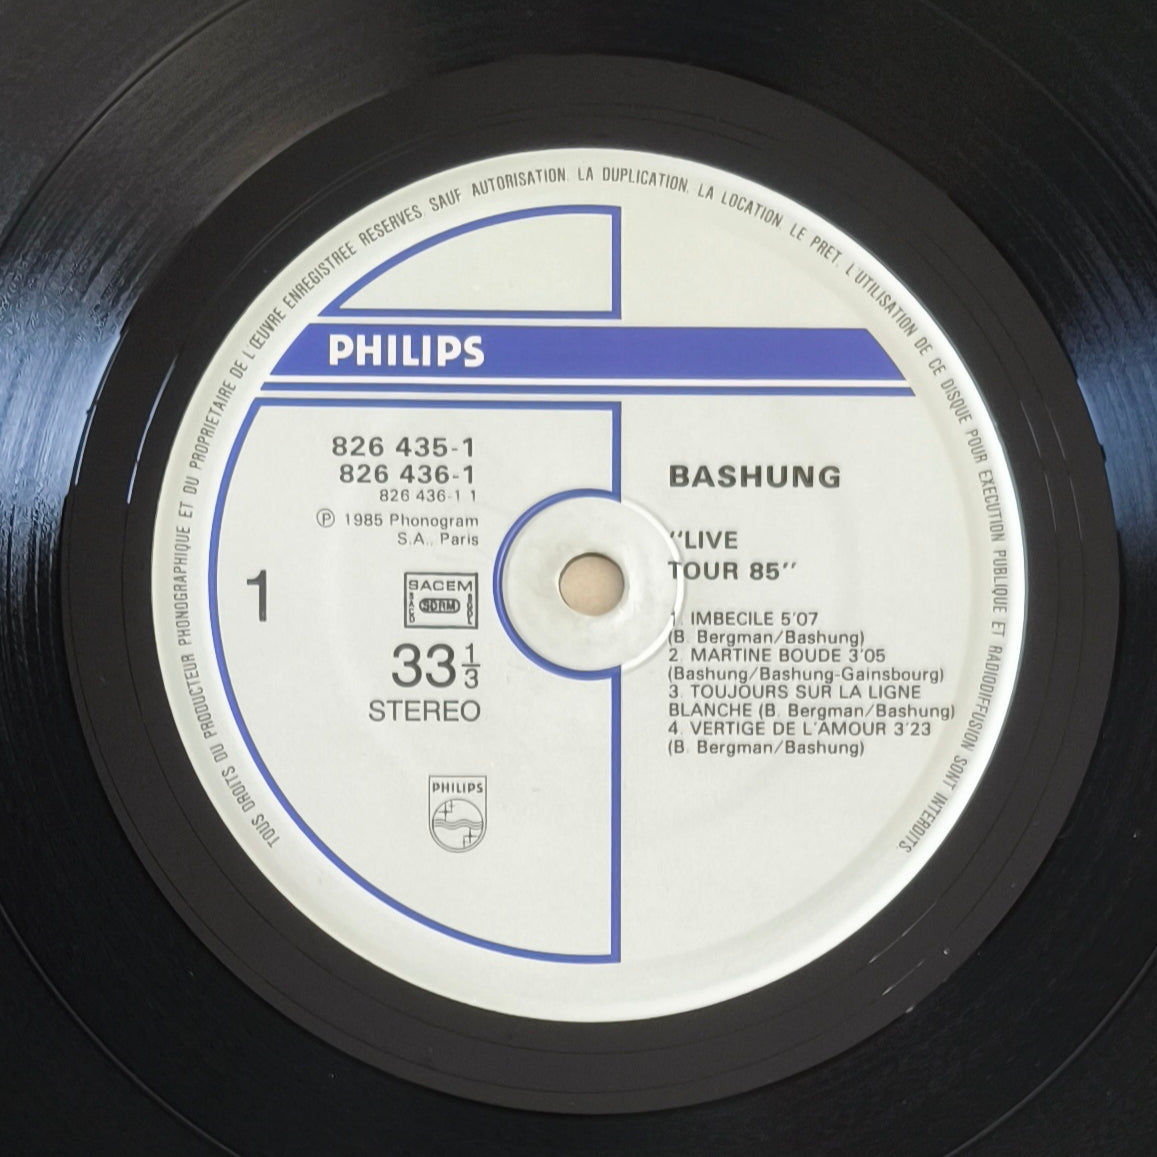 TOUS DROITS DU PRODUCTEUR PHONOGRAPHIQUE ET DU PROPRIETAIRE DE L'ŒUVRE ENREGISTREE RESERVES SAUF AUTORISATION. LA DUPLICATION. LA LOCATION. LE PRET. L'UTILISATION DE CE DISQUE POUR EXECUTION PUBLIQUE ET RADIODIFFUSION SONT INTERDITS.
PHILIPS
826 435-1
826 436-1
826 436-1 1
Ⓟ 1985 Phonogram
S.A., Paris
1
SACEM
SDRM
33 1/3
STEREO
PHILIPS
BASHUNG
"LIVE
TOUR 85"
1. IMBECILE 5'07
(B. Bergman/Bashung)
2. MARTINE BOUDE 3'05
(Bashung/Bashung-Gainsbourg)
3. TOUJOURS SUR LA LIGNE
BLANCHE (B. Bergman/Bashung)
4. VERTIGE DE L'AMOUR 3'23
(B. Bergman/Bashung)